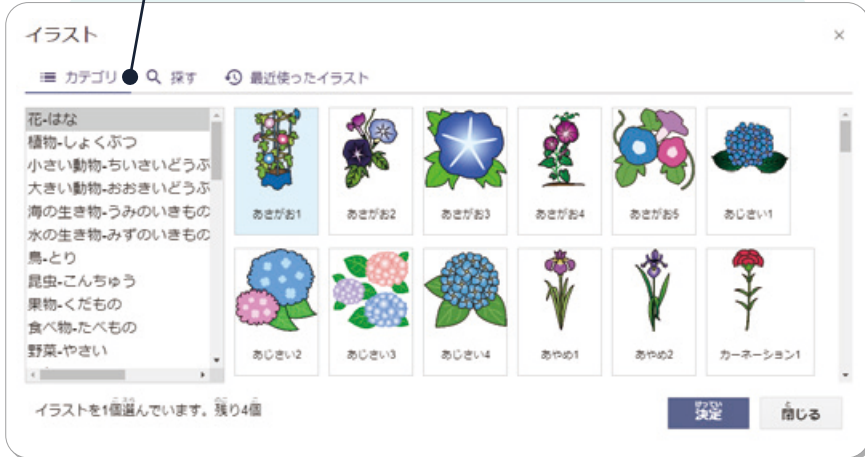 イラスト
カテゴリ 探す 最近使ったイラスト
花-はな
植物-しょくぶつ
小さい動物-ちいさいどうぶ
大きい動物-おおきいどうぶ
海の生き物-うみのいきもの
水の生き物-みずのいきもの
鳥-とり
昆虫-こんちゅう
果物-くだもの
食べ物-たべもの
野菜-やさい
あさがお1 あさがお2 あさがお3 あさがお4 あさがお5 あじさい1
あじさい2 あじさい3 あじさい4 あやめ1 あやめ2 カーネーション1
イラストを1個選んでいます。残り4個
決定 閉じる